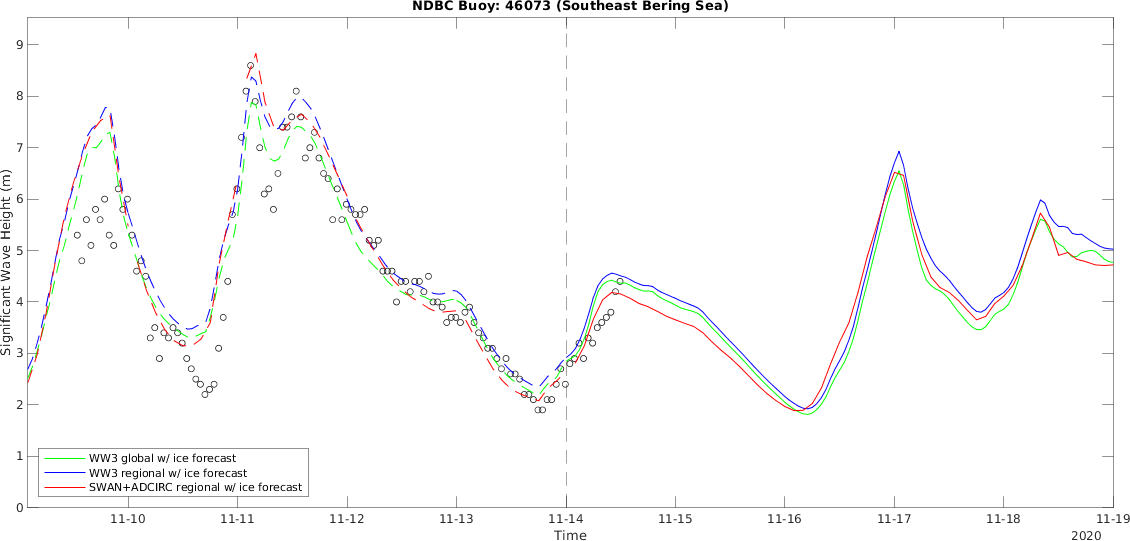 NDBC Buoy: 46073 (Southeast Bering Sea)
Significant Wave Height (m)
9
8
7
6
5
4
3
2
1
0
WW3 global w/ ice forecast
WW3 regional w/ ice forecast
SWAN+ADCIRC regional w/ ice forecast
11-10 11-11 11-12 11-13 11-14 11-15 11-16 11-17 11-18 11-19
Time
2020